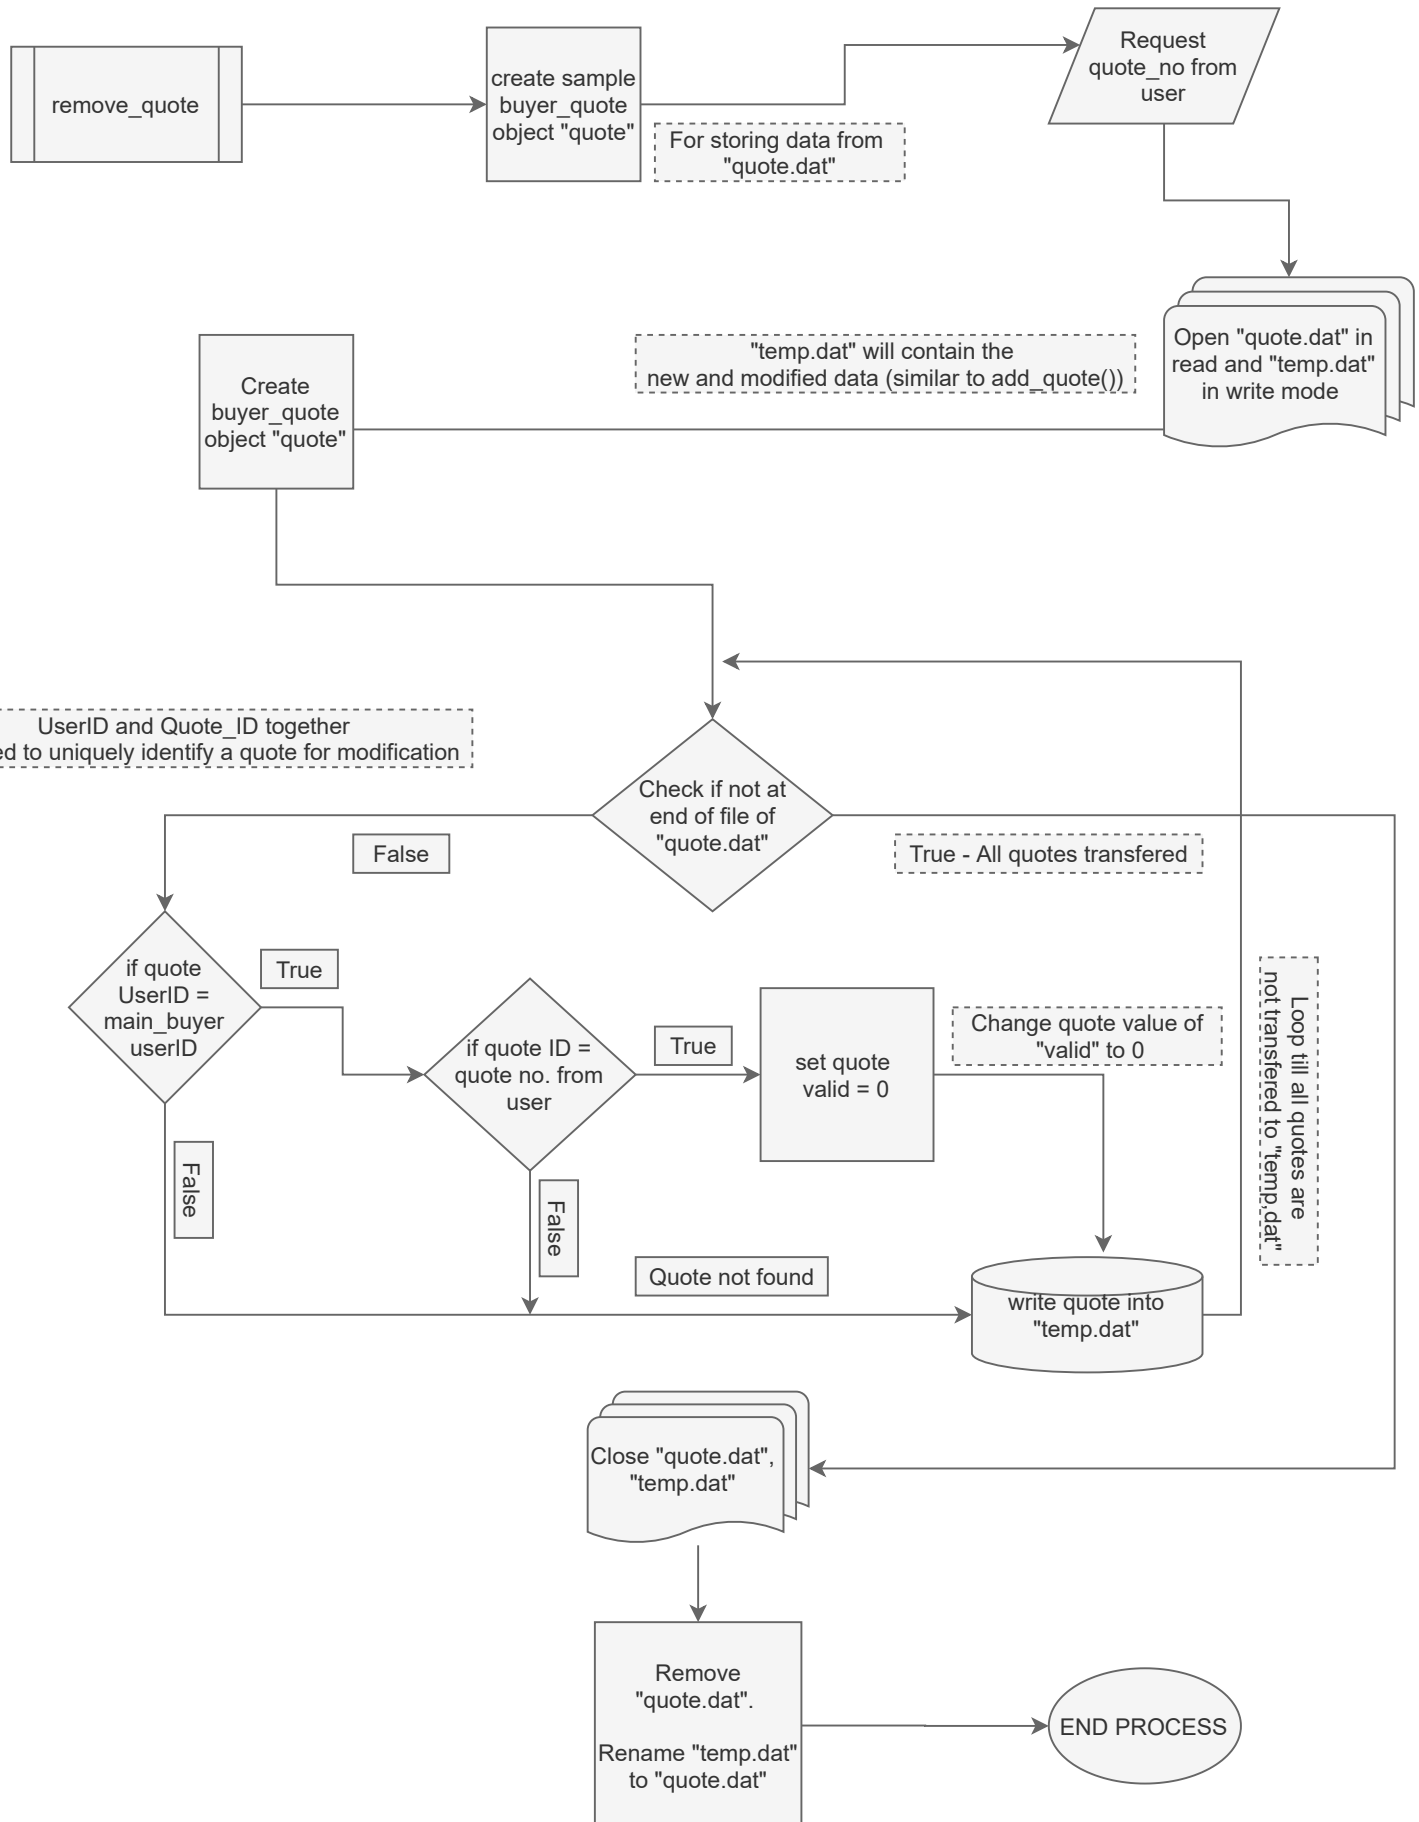 remove_quote
create sample
buyer_quote
object "quote"
For storing data from
"quote.dat"
Request
quote_no from
user
Open "quote.dat" in
read and "temp.dat"
in write mode
"temp.dat" will contain the
new and modified data (similar to add_quote())
Create
buyer_quote
object "quote"
UserID and Quote_ID together
to uniquely identify a quote for modification
Check if not at
end of file of
"quote.dat"
False
True - All quotes transfered
if quote
UserID =
main_buyer
userID
True
if quote ID =
quote no. from
user
True
set quote
valid = 0
Change quote value of
"valid" to 0
Loop till all quotes are
not transfered to "temp,dat"
False
False
Quote not found
write quote into
"temp.dat"
Close "quote.dat",
"temp.dat"
Remove
"quote.dat".
Rename "temp.dat"
to "quote.dat"
END PROCESS